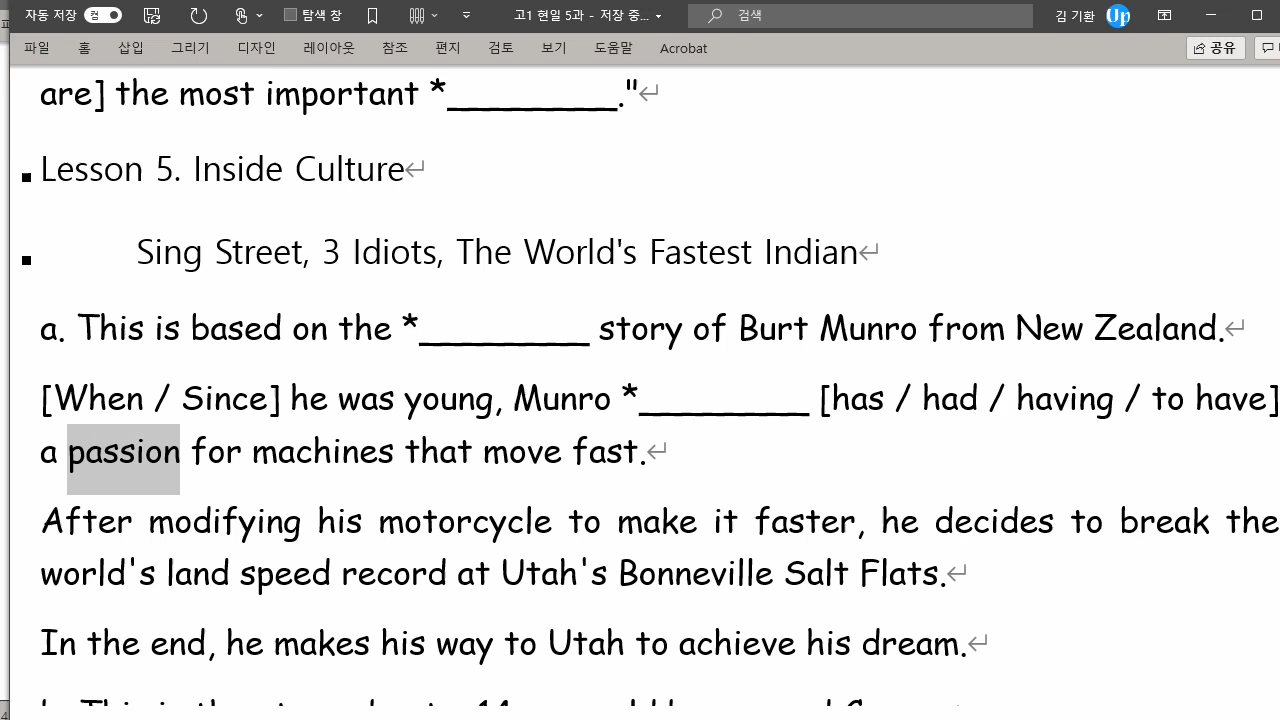 자동 저장 컴 탐색 창 고1 현일 5과 - 저장 중... 검색 김 기환 Up
파일 홈 삽입 그리기 디자인 레이아웃 참조 편지 검토 보기 도움말 Acrobat 공유
are] the most important *________."
Lesson 5. Inside Culture
Sing Street, 3 Idiots, The World's Fastest Indian
a. This is based on the *________ story of Burt Munro from New Zealand.
[When / Since] he was young, Munro *________ [has / had / having / to have]
a passion for machines that move fast.
After modifying his motorcycle to make it faster, he decides to break the
world's land speed record at Utah's Bonneville Salt Flats.
In the end, he makes his way to Utah to achieve his dream.